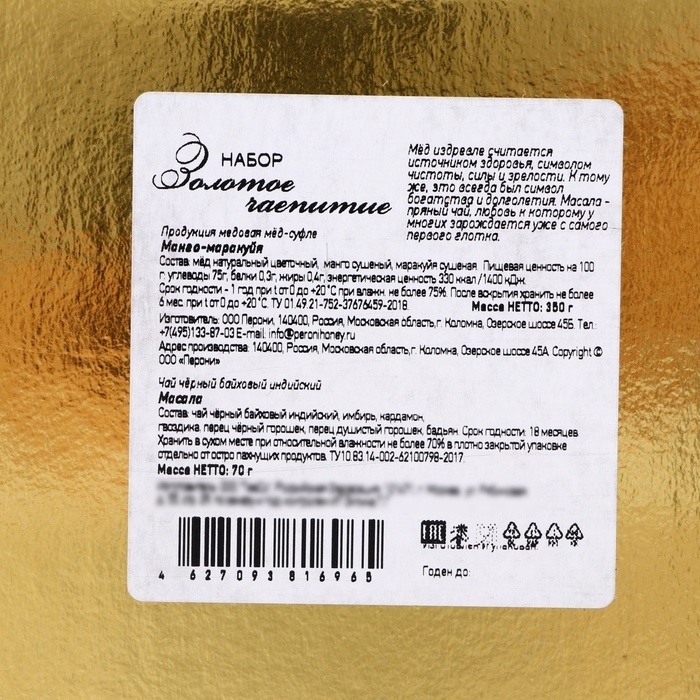 НАБОР
Золотое
чаепитие
Мёд издревле считается
источником здоровья, символом
чистоты, силы и зрелости. К тому
же, это всегда был символ
богатства и долголетия. Масала -
пряный чай, любовь к которому у
многих зарождается уже с самого
первого глотка.
Продукция медовая мёд-суфле
Манго-маракуйя
Состав: мёд натуральный цветочный, манго сушеный, маракуйя сушеная. Пищевая ценность на 100
г: углеводы 75г, белки 0,3г, жиры 0,4г, энергетическая ценность 330 ккал /1400 кДж.
Срок годности - 1 год при t от 0 до +20°С при влажн. не более 75%. После вскрытия хранить не более
6 мес при t от 0 до +20°С ТУ 01.49.21-752-37676459-2018 Масса НЕТТО: 350 г
Изготовитель: ООО Перони, 140400, Россия, Московская область, г. Коломна, Озерское шоссе 45Б. Тел.:
+7(495)133-87-03 E-mail: info@peronihoney.ru
Адрес производства: 140400, Россия, Московская область, г. Коломна, Озерское шоссе 45А. Copyright ©
ООО «Перони»
Чай чёрный байховый индийский
Масала
Состав: чай чёрный байховый индийский, имбирь, кардамон,
гвоздика, перец чёрный горошек, перец душистый горошек, бадьян. Срок годности: 18 месяцев
Хранить в сухом месте при относительной влажности не более 70% в плотно закрытой упаковке
отдельно от остро пахнущих продуктов. ТУ 10.83.14-002-62100798-2017.
Масса НЕТТО: 70 г
4 627093 816965
Годен до: